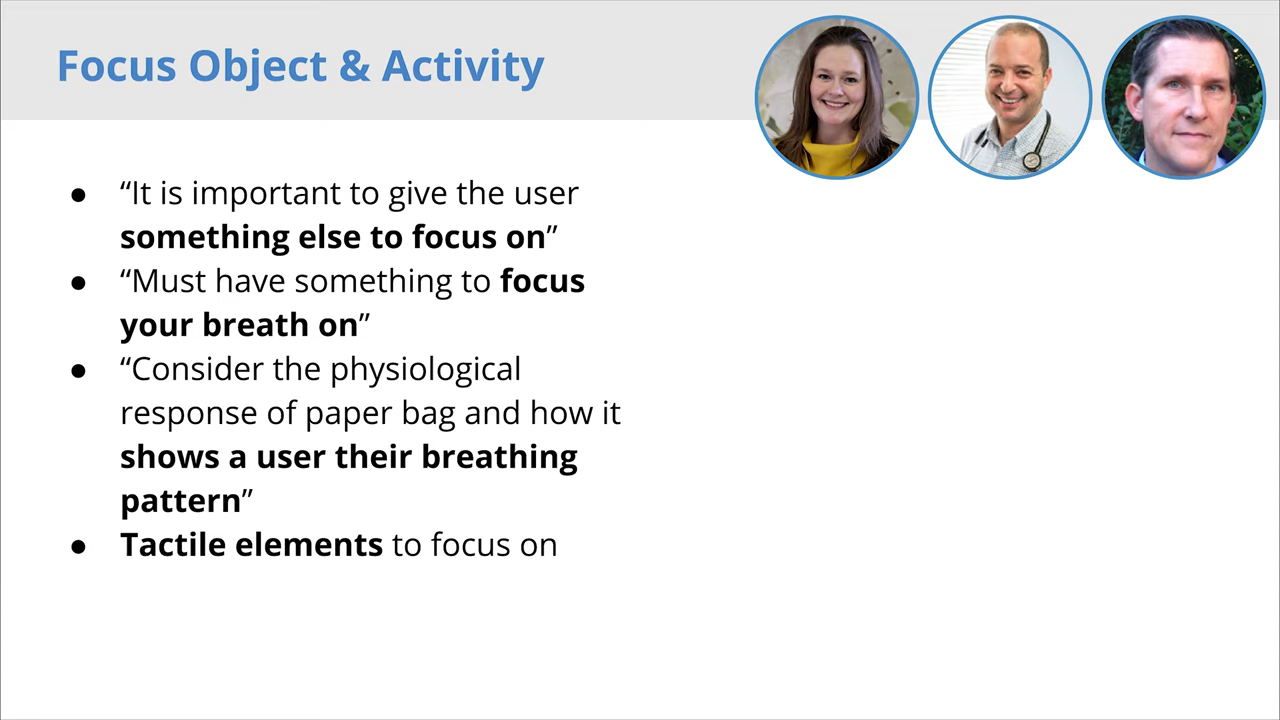 Focus Object & Activity
● “It is important to give the user
something else to focus on”
● “Must have something to focus
your breath on”
● “Consider the physiological
response of paper bag and how it
shows a user their breathing
pattern”
● Tactile elements to focus on